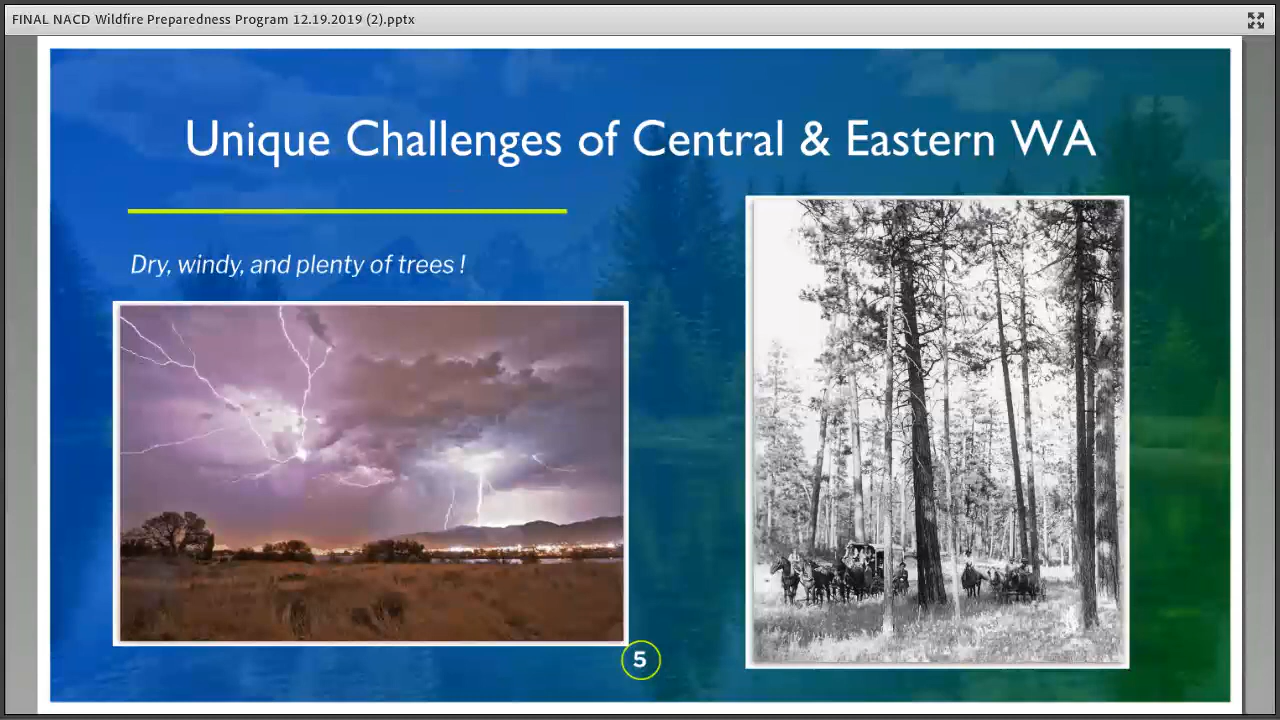 FINAL NACD Wildfire Preparedness Program 12.19.2019 (2).pptx
Unique Challenges of Central & Eastern WA
Dry, windy, and plenty of trees !
5